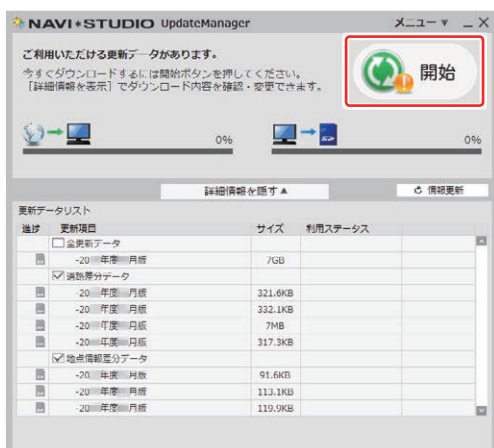 NAVI*STUDIO UpdateManager メニュー ▼ _ X
ご利用いただける更新データがあります。
今すぐダウンロードするには開始ボタンを押してください。
［詳細情報を表示］でダウンロード内容を確認・変更できます。
開始
0%
0%
詳細情報を隠す▲
情報更新
更新データリスト
進捗 更新項目 サイズ 利用ステータス
全更新データ
-20 年度 月版 7GB
道路差分データ
-20 年度 月版 321.6KB
-20 年度 月版 332.1KB
-20 年度 月版 7MB
-20 年度 月版 317.3KB
地点情報差分データ
-20 年度 月版 91.6KB
-20 年度 月版 113.1KB
-20 年度 月版 119.9KB